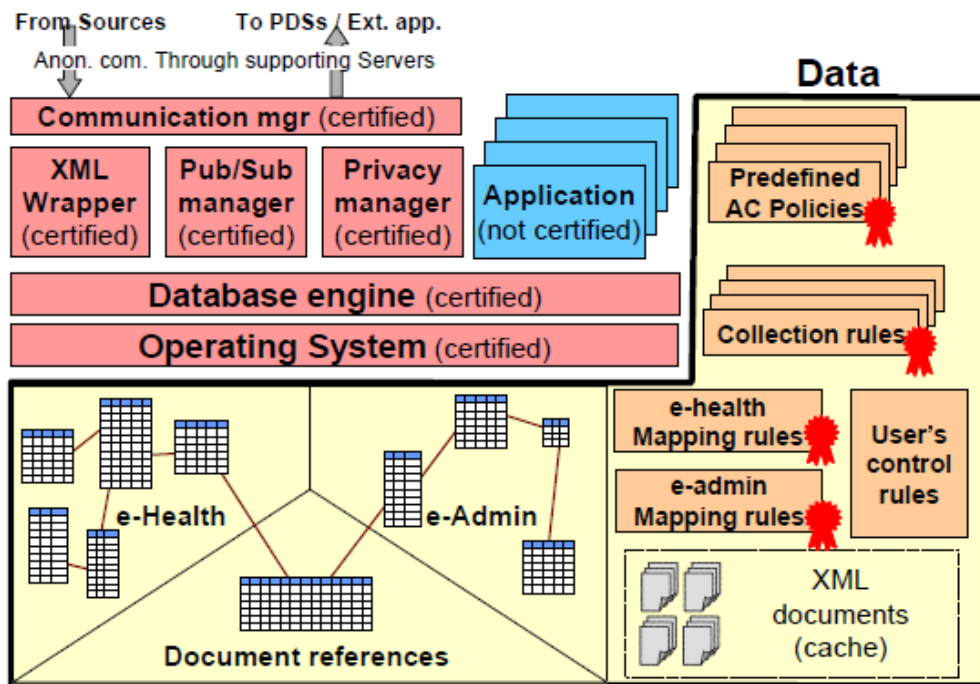 From Sources
To PDSs / Ext. app.
Anon. com. Through supporting Servers
Data
Communication mgr (certified)
XML
Wrapper
(certified)
Pub/Sub
manager
(certified)
Privacy
manager
(certified)
Application
(not certified)
Predefined
AC Policies
Database engine (certified)
Operating System (certified)
Collection rules
e-health
Mapping rules
e-admin
Mapping rules
User's
control
rules
e-Health
e-Admin
Document references
XML
documents
(cache)